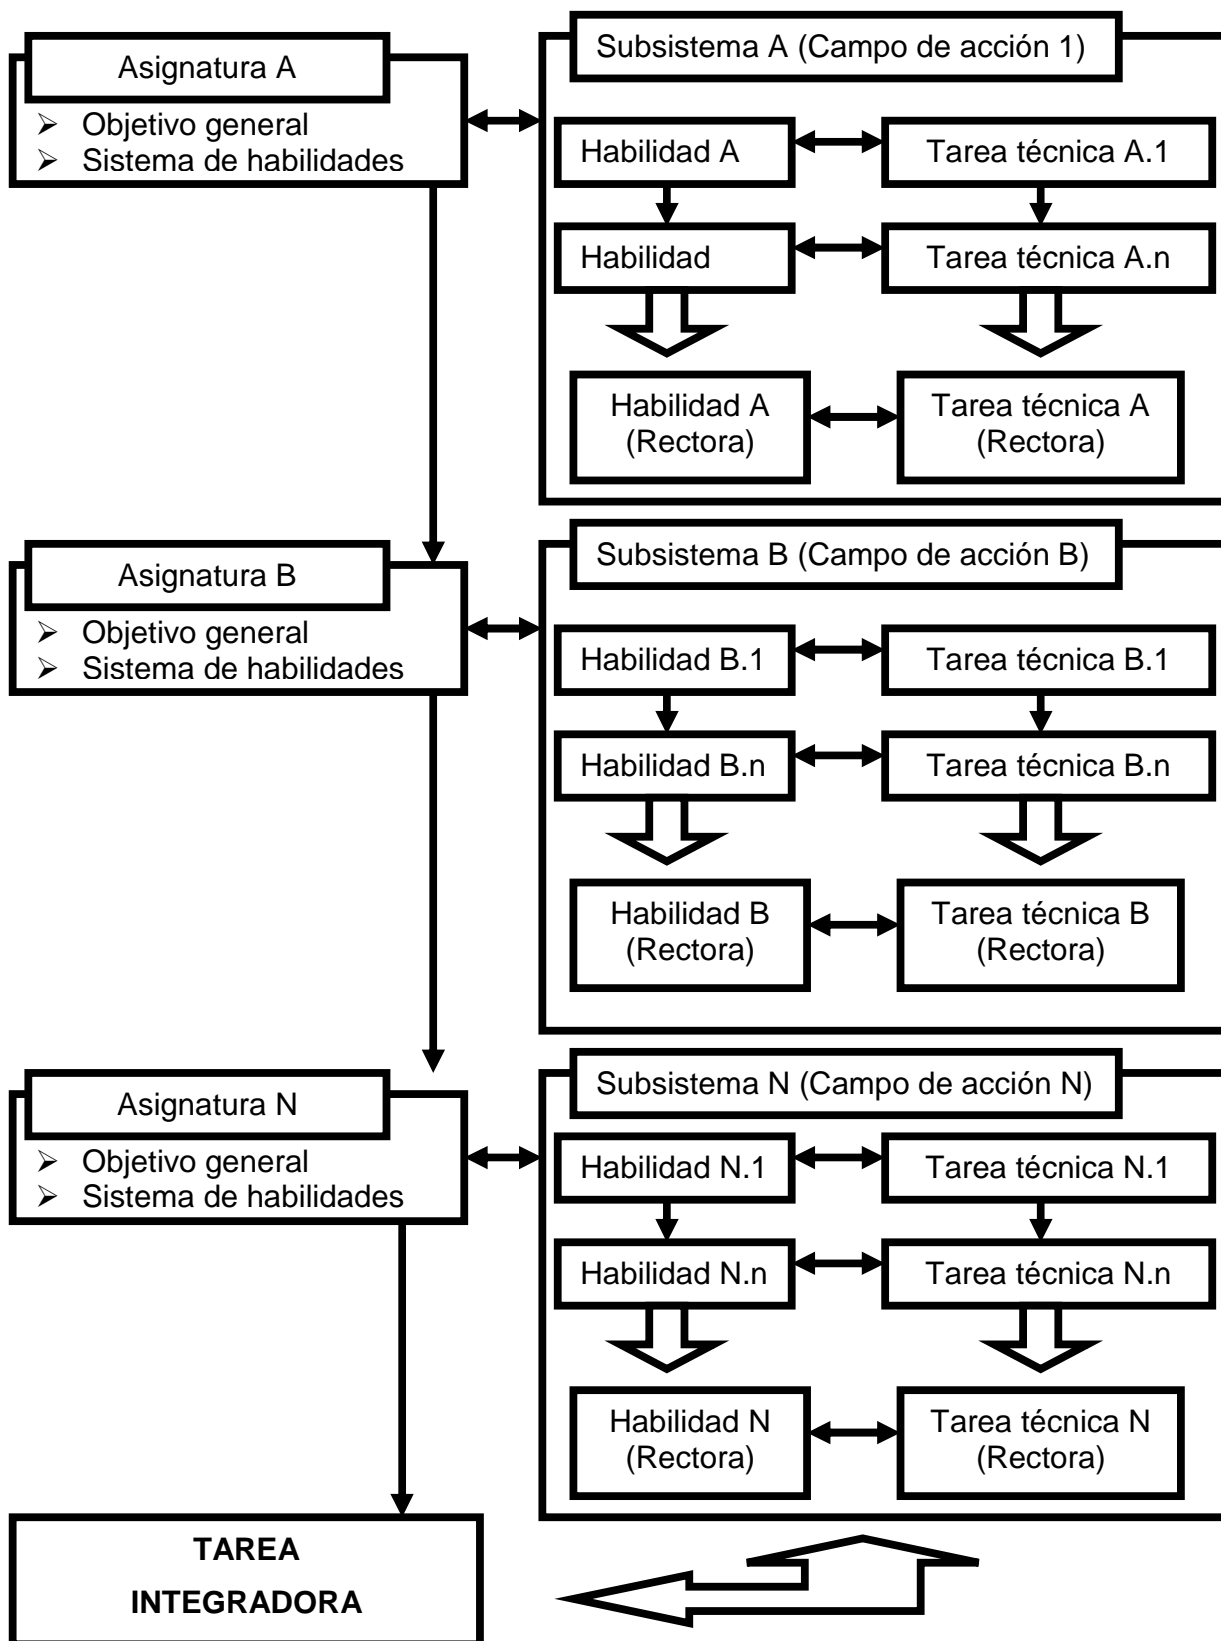 Asignatura A
➢ Objetivo general
➢ Sistema de habilidades
Subsistema A (Campo de acción 1)
Habilidad A
Tarea técnica A.1
Habilidad
Tarea técnica A.n
Habilidad A
(Rectora)
Tarea técnica A
(Rectora)
Asignatura B
➢ Objetivo general
➢ Sistema de habilidades
Subsistema B (Campo de acción B)
Habilidad B.1
Tarea técnica B.1
Habilidad B.n
Tarea técnica B.n
Habilidad B
(Rectora)
Tarea técnica B
(Rectora)
Asignatura N
➢ Objetivo general
➢ Sistema de habilidades
Subsistema N (Campo de acción N)
Habilidad N.1
Tarea técnica N.1
Habilidad N.n
Tarea técnica N.n
Habilidad N
(Rectora)
Tarea técnica N
(Rectora)
TAREA
INTEGRADORA